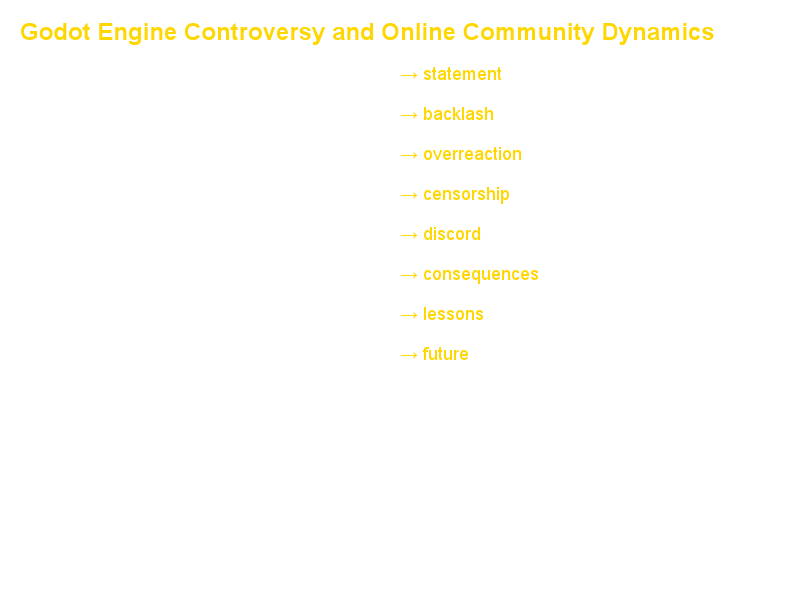 Godot Engine Controversy and Online Community Dynamics
→ statement
→ backlash
→ overreaction
→ censorship
→ discord
→ consequences
→ lessons
→ future